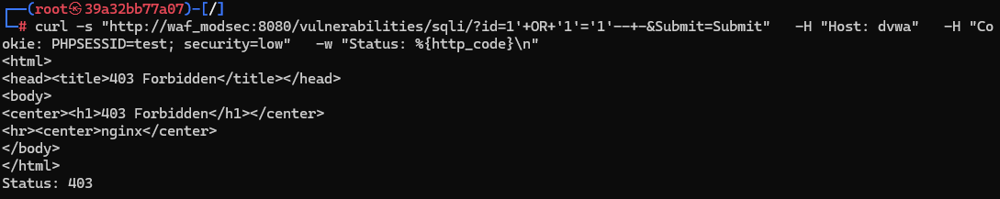 ┌──(root㉿39a32bb77a07)-[/]
└─# curl -s "http://waf_modsec:8080/vulnerabilities/sqli/?id=1'+OR+'1'='1'--+-&Submit=Submit"   -H "Host: dvwa"   -H "Co
okie: PHPSESSID=test; security=low"   -w "Status: %{http_code}\n"
<html>
<head><title>403 Forbidden</title></head>
<body>
<center><h1>403 Forbidden</h1></center>
<hr><center>nginx</center>
</body>
</html>
Status: 403